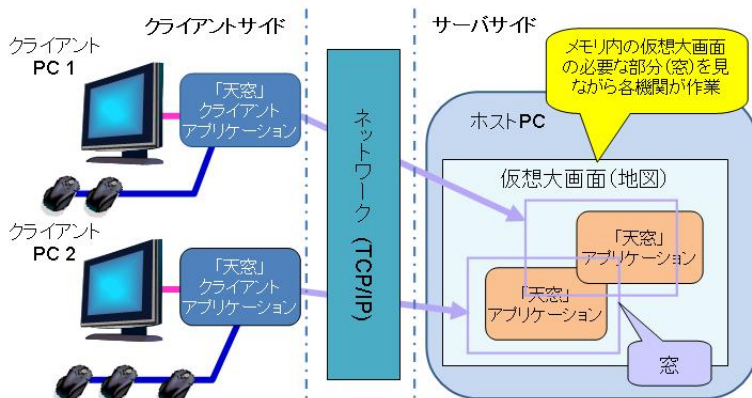 クライアントサイド
サーバサイド
クライアント
PC 1
「天窓」
クライアント
アプリケーション
クライアント
PC 2
「天窓」
クライアント
アプリケーション
ネットワーク (TCP/IP)
メモリ内の仮想大画面
の必要な部分(窓)を見
ながら各機関が作業
ホストPC
仮想大画面(地図)
「天窓」
アプリケーション
「天窓」
アプリケーション
窓